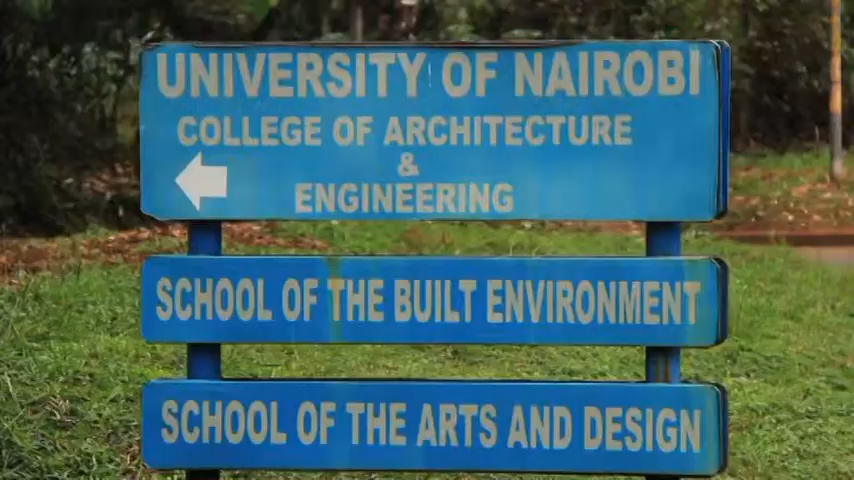 UNIVERSITY OF NAIROBI
COLLEGE OF ARCHITECTURE
&
ENGINEERING
SCHOOL OF THE BUILT ENVIRONMENT
SCHOOL OF THE ARTS AND DESIGN